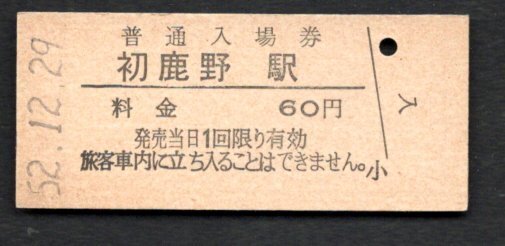 52.12.29
普通入場券
初鹿野駅
料金 60円
発売当日1回限り有効
旅客車内に立ち入ることはできません。
小
入